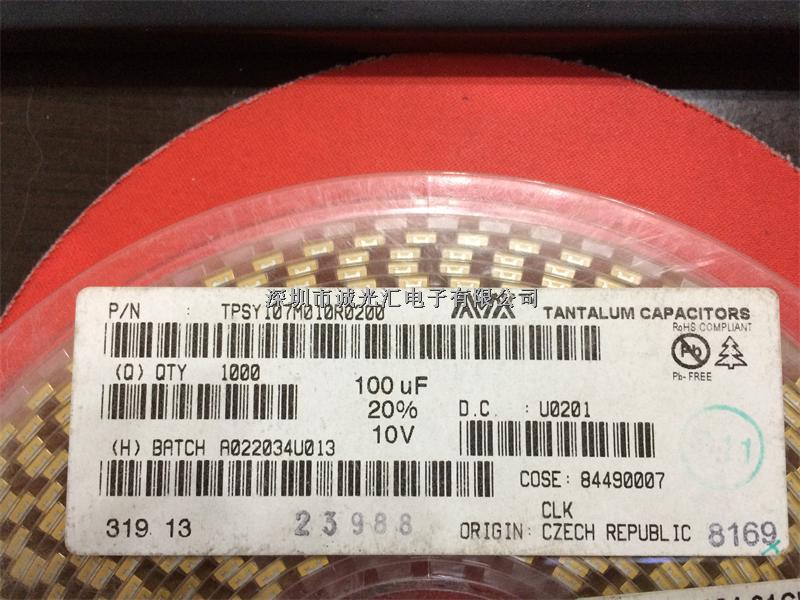 P/N : TPSY107M010R0200 AVX TANTALUM CAPACITORS
深圳市诚光汇电子有限公司
RoHS COMPLIANT
Pb
Pb-FREE
(Q) QTY 1000
100 uF
20%
10V
D.C. : U0201
(H) BATCH A022034U013
COSE: 84490007
CLK
319 13
23988
ORIGIN: CZECH REPUBLIC
8169